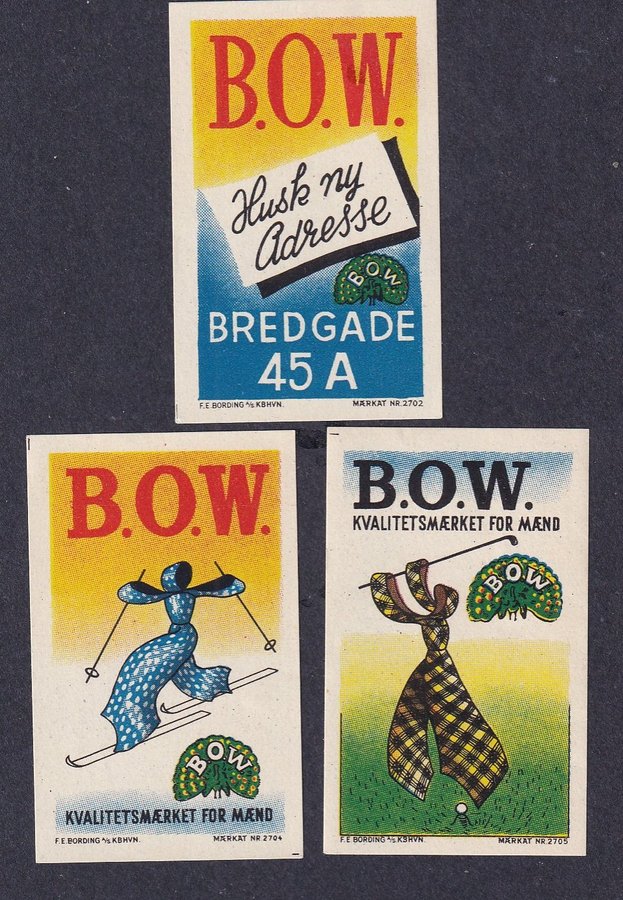 B.O.W.
Husk ny
Adresse
BOW
BREDGADE
45 A
F.E. BORDING A/S KBHVN. MÆRKAT NR. 2702
B.O.W.
BOW
KVALITETSMÆRKET FOR MÆND
F.E. BORDING A/S KBHVN. MÆRKAT NR 2704
B.O.W.
KVALITETSMÆRKET FOR MÆND
BOW
F.E. BORDING A/S KBHVN. MÆRKAT NR. 2705